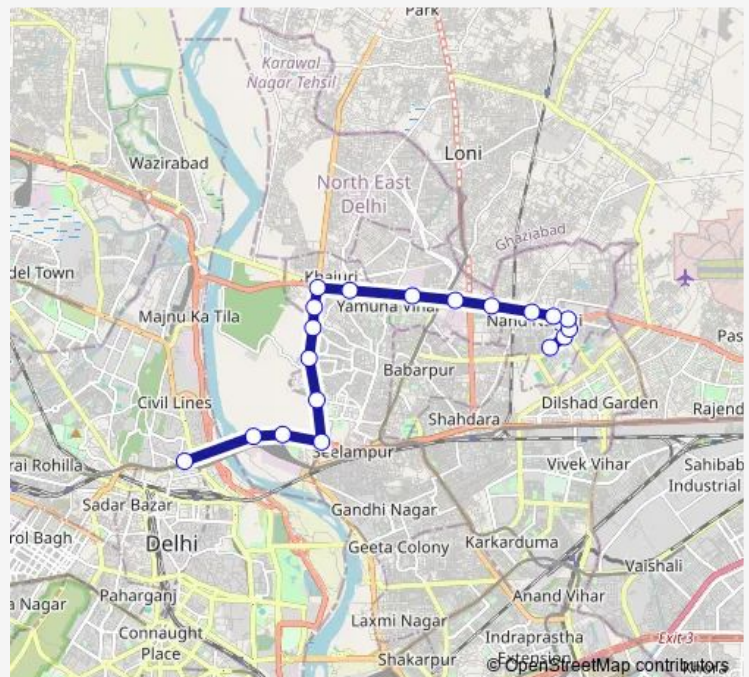 Park
Karawal
Nagar Tehsil
Wazirabad
Loni
North East
Delhi
Ghaziabad
del Town
Khajuri
Majnu Ka Tila
Yamuna Vihar
Pas
Babarpur
Civil Lines
Dilshad Garden
Shahdara
Rajend
rai Rohilla
Seelampur
Vivek Vihar
Sahibab
Industrial
Sadar Bazar
Gandhi Nagar
rol Bagh
Delhi
Geeta Colony
Karkarduma
Vaishali
a Nagar
Paharganj
Anand Vihar
Laxmi Nagar
Connaught
Place
Indraprastha
Extension
Exit 3
Shakarpur
© OpenStreetMap contributors